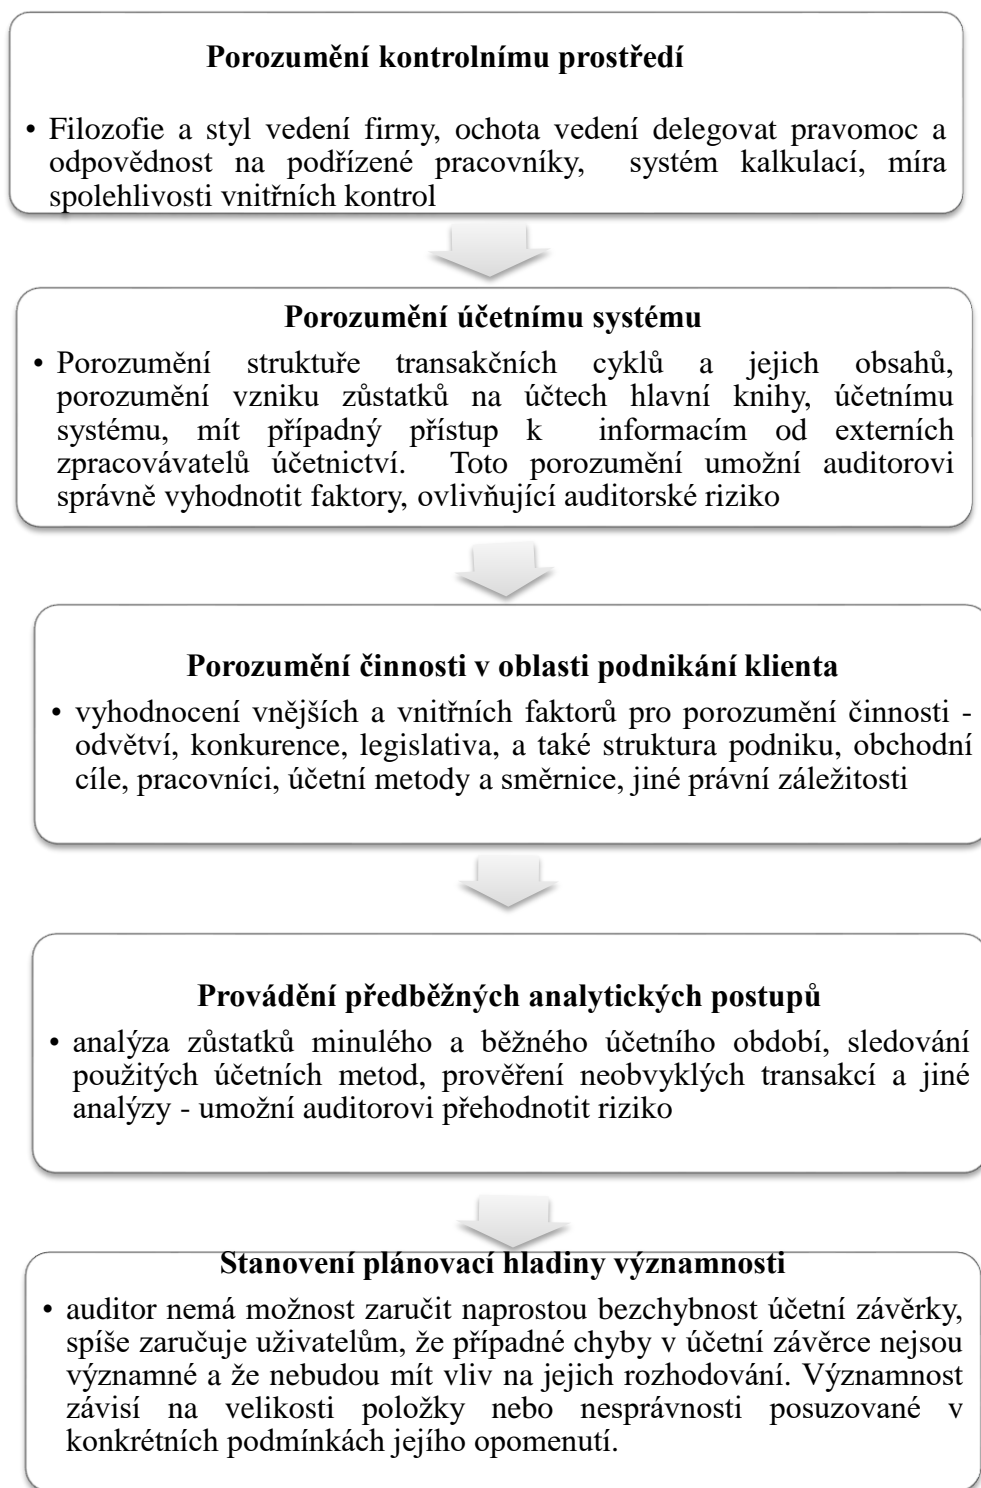 Porozumění kontrolnímu prostředí
• Filozofie a styl vedení firmy, ochota vedení delegovat pravomoc a
odpovědnost na podřízené pracovníky, systém kalkulací, míra
spolehlivosti vnitřních kontrol
Porozumění účetnímu systému
• Porozumění struktuře transakčních cyklů a jejich obsahů,
porozumění vzniku zůstatků na účtech hlavní knihy, účetnímu
systému, mít případný přístup k informacím od externích
zpracovávatelů účetnictví. Toto porozumění umožní auditorovi
správně vyhodnotit faktory, ovlivňující auditorské riziko
Porozumění činnosti v oblasti podnikání klienta
• vyhodnocení vnějších a vnitřních faktorů pro porozumění činnosti -
odvětví, konkurence, legislativa, a také struktura podniku, obchodní
cíle, pracovníci, účetní metody a směrnice, jiné právní záležitosti
Provádění předběžných analytických postupů
• analýza zůstatků minulého a běžného účetního období, sledování
použitých účetních metod, prověření neobvyklých transakcí a jiné
analýzy - umožní auditorovi přehodnotit riziko
Stanovení plánovací hladiny významnosti
• auditor nemá možnost zaručit naprostou bezchybnost účetní závěrky,
spíše zaručuje uživatelům, že případné chyby v účetní závěrce nejsou
významné a že nebudou mít vliv na jejich rozhodování. Významnost
závisí na velikosti položky nebo nesprávnosti posuzované v
konkrétních podmínkách jejího opomenutí.